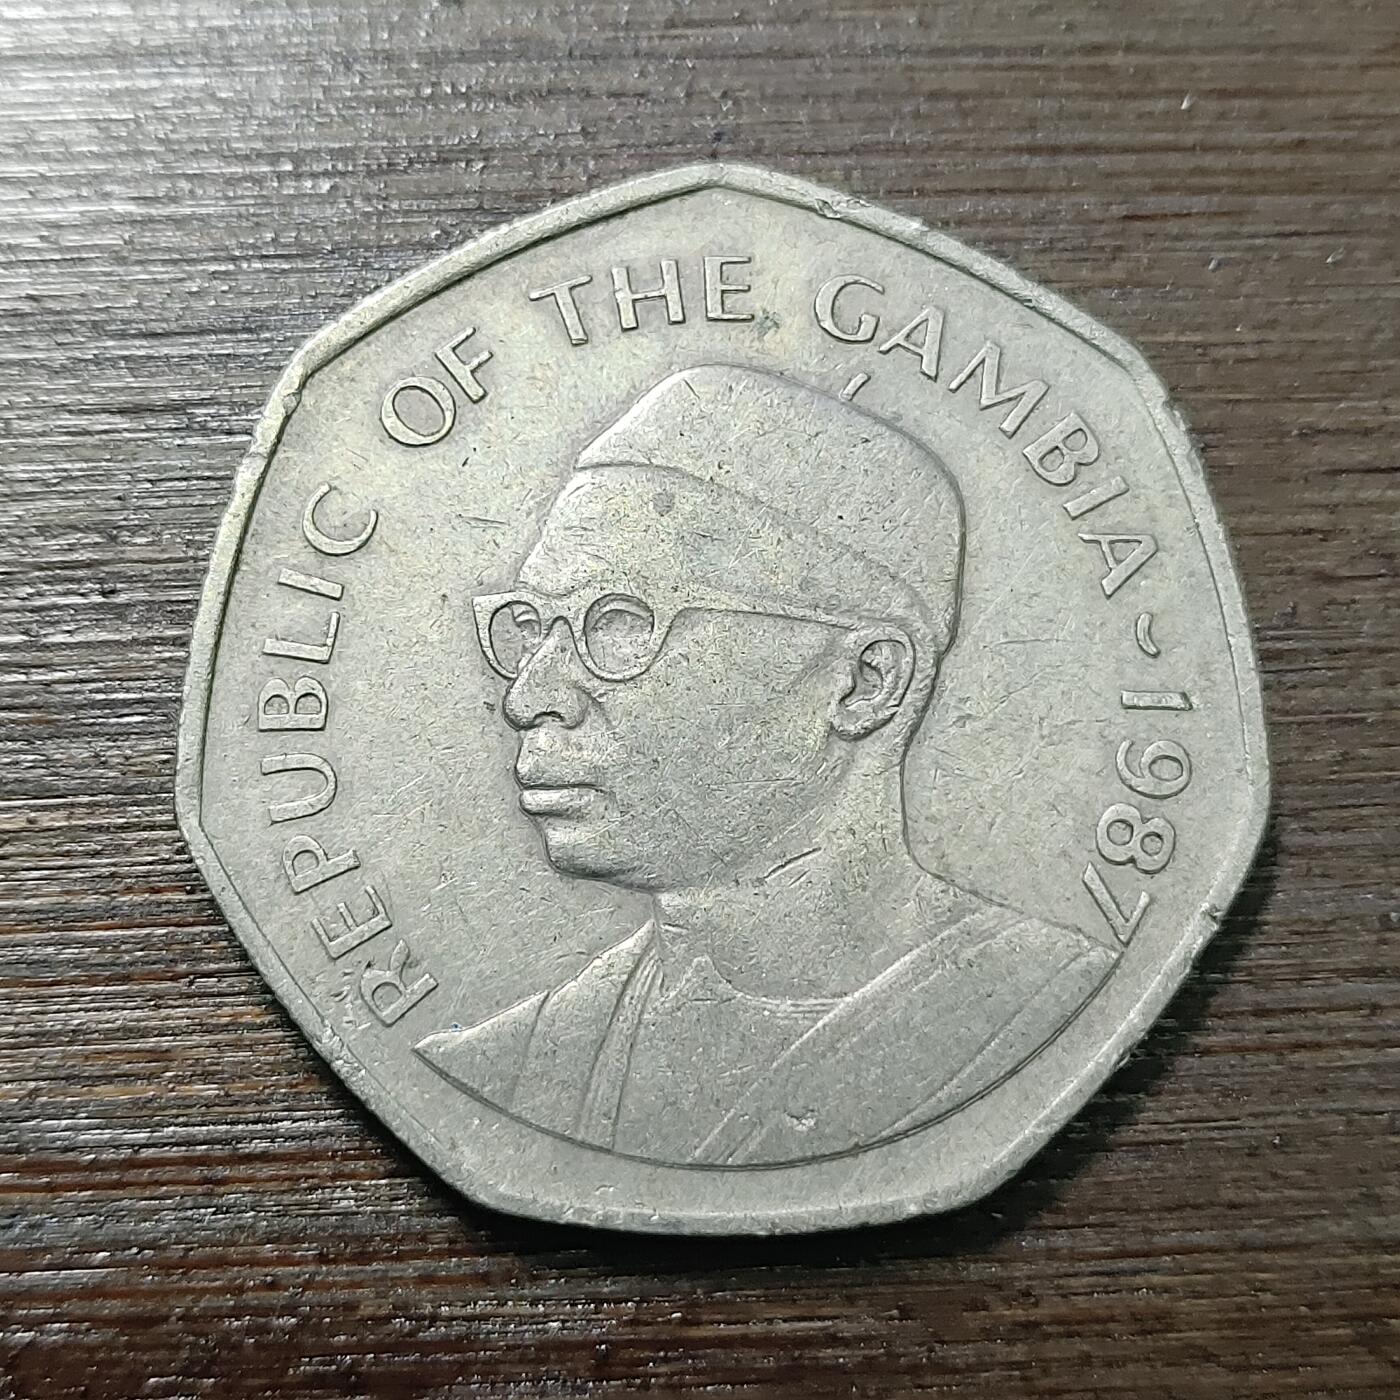 REPUBLIC OF THE GAMBIA ~ 1987